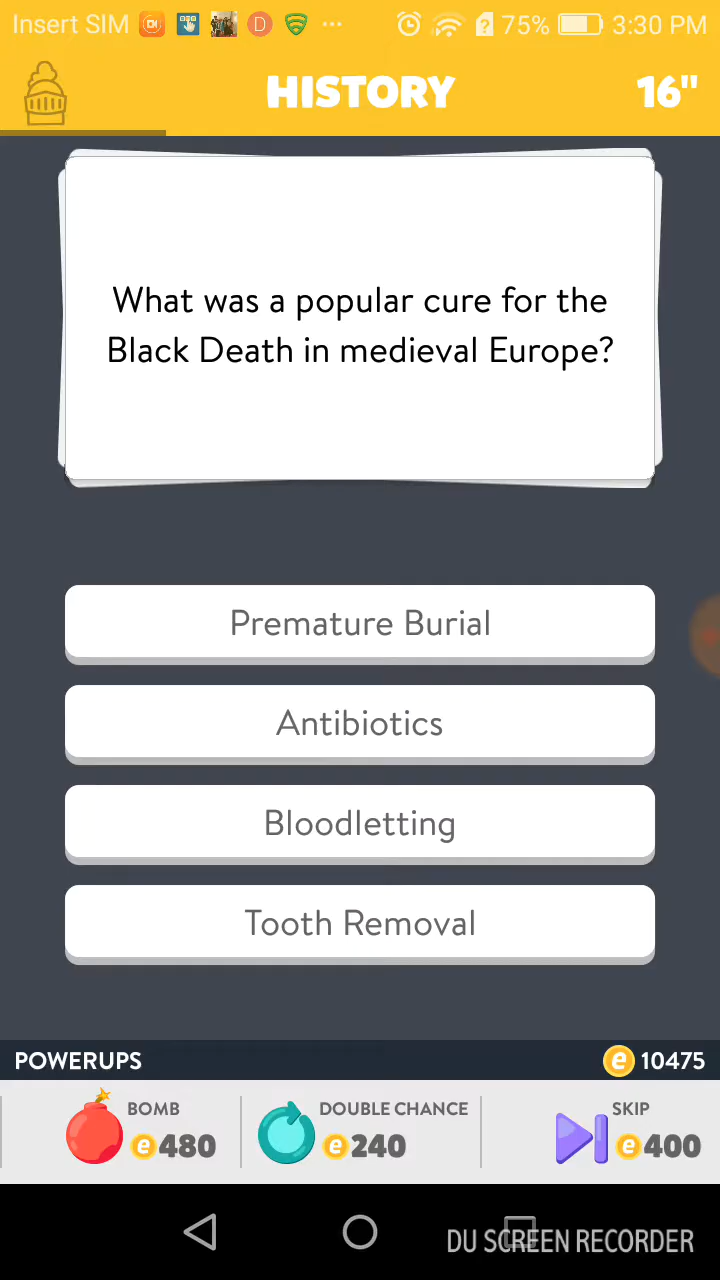 Insert SIM D ... ? 75% 3:30 PM
HISTORY 16"
What was a popular cure for the
Black Death in medieval Europe?
Premature Burial
Antibiotics
Bloodletting
Tooth Removal
POWERUPS e 10475
BOMB DOUBLE CHANCE SKIP
e 480 e 240 e 400
DU SCREEN RECORDER